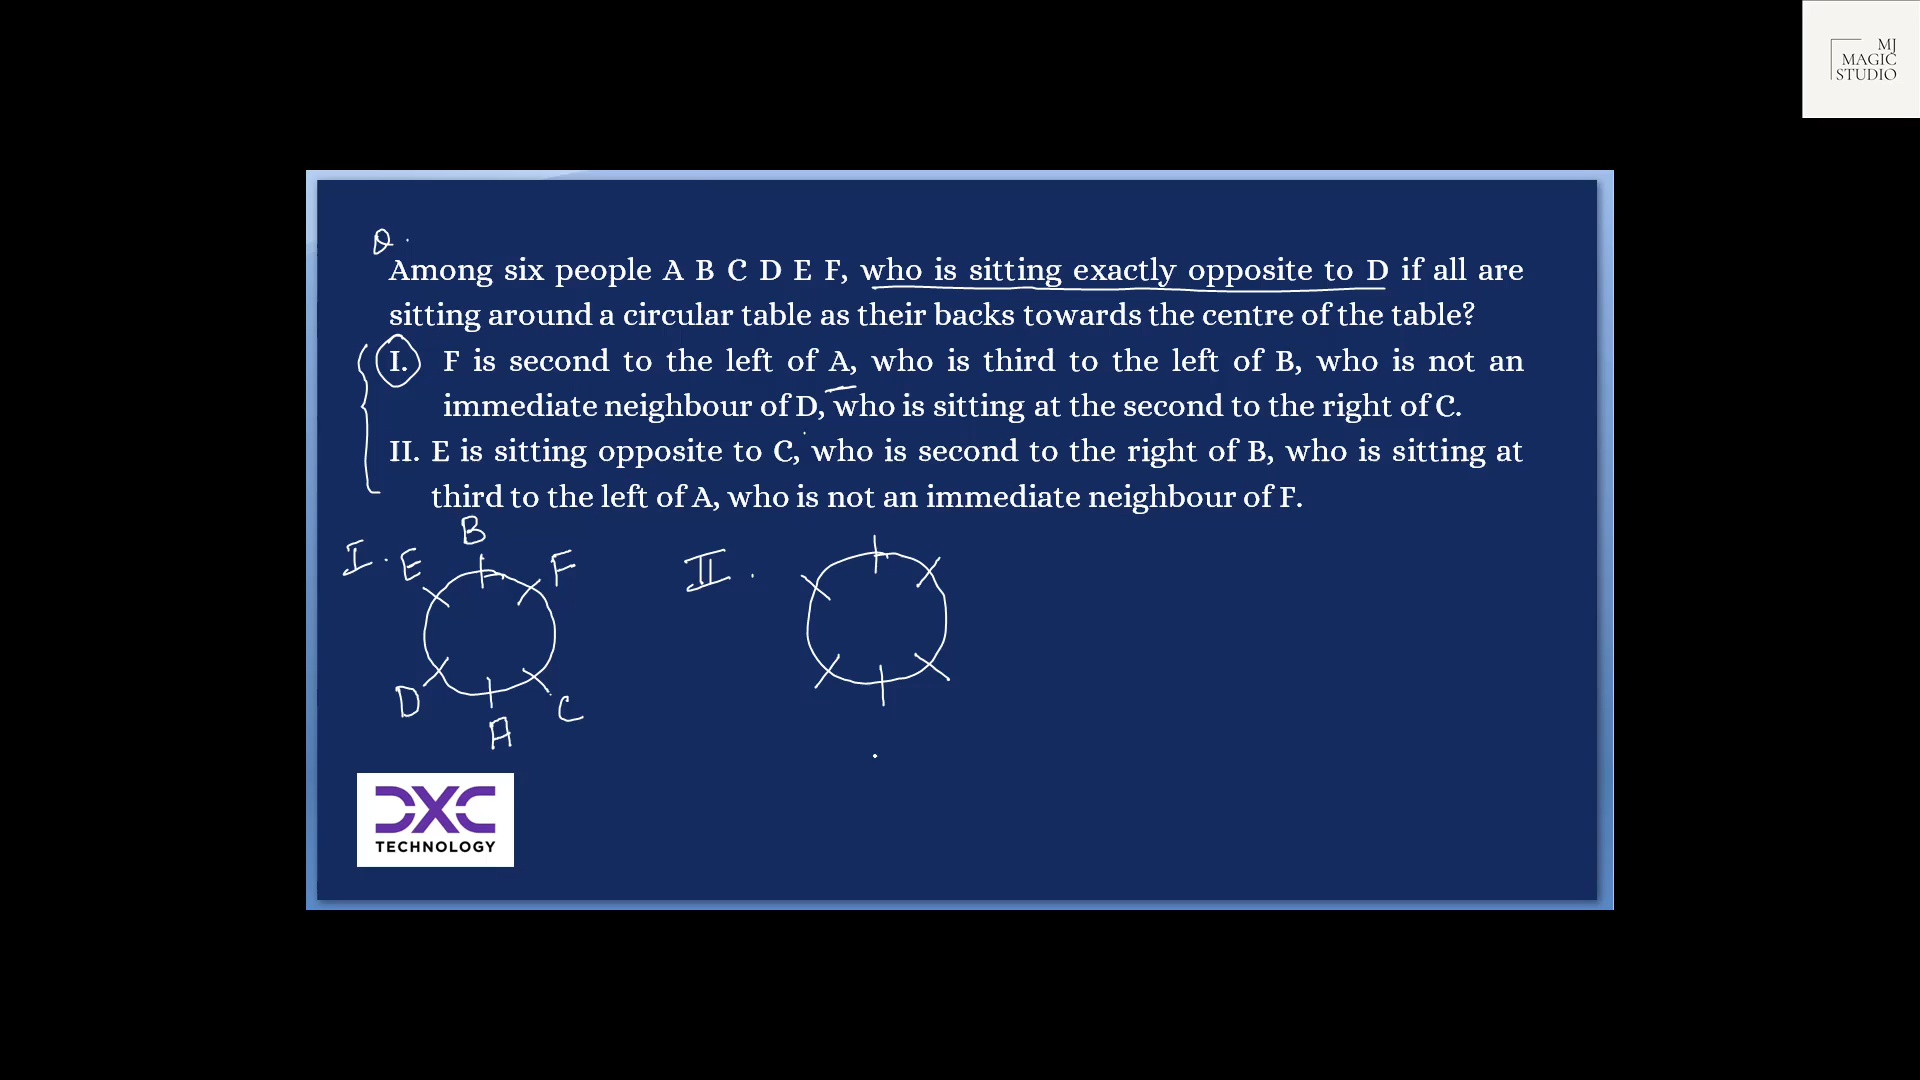 MJ
MAGIC
STUDIO
Q.
Among six people A B C D E F, who is sitting exactly opposite to D if all are
sitting around a circular table as their backs towards the centre of the table?
I. F is second to the left of A, who is third to the left of B, who is not an
immediate neighbour of D, who is sitting at the second to the right of C.
II. E is sitting opposite to C, who is second to the right of B, who is sitting at
third to the left of A, who is not an immediate neighbour of F.
I. E B F
D A C
II.
DXC
TECHNOLOGY